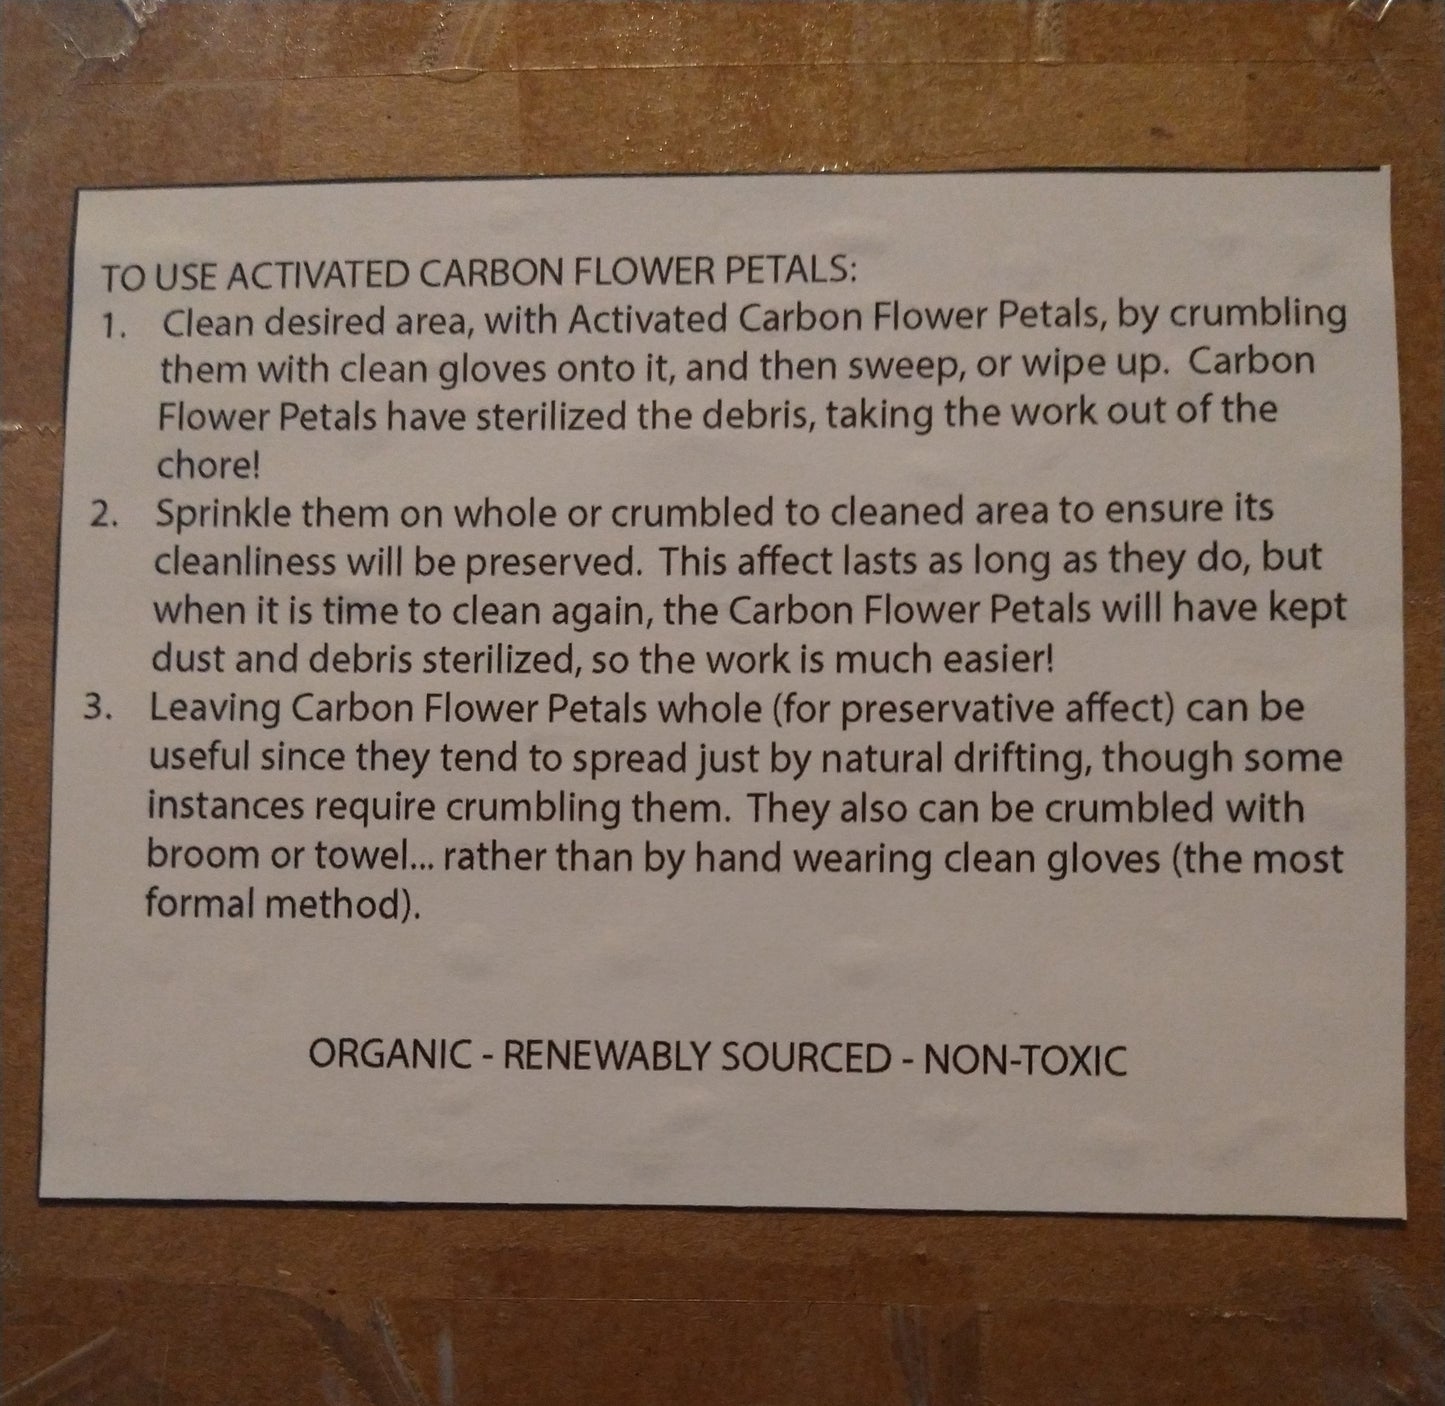 TO USE ACTIVATED CARBON FLOWER PETALS:
1. Clean desired area, with Activated Carbon Flower Petals, by crumbling
them with clean gloves onto it, and then sweep, or wipe up. Carbon
Flower Petals have sterilized the debris, taking the work out of the
chore!
2. Sprinkle them on whole or crumbled to cleaned area to ensure its
cleanliness will be preserved. This affect lasts as long as they do, but
when it is time to clean again, the Carbon Flower Petals will have kept
dust and debris sterilized, so the work is much easier!
3. Leaving Carbon Flower Petals whole (for preservative affect) can be
useful since they tend to spread just by natural drifting, though some
instances require crumbling them. They also can be crumbled with
broom or towel... rather than by hand wearing clean gloves (the most
formal method).
ORGANIC - RENEWABLY SOURCED - NON-TOXIC